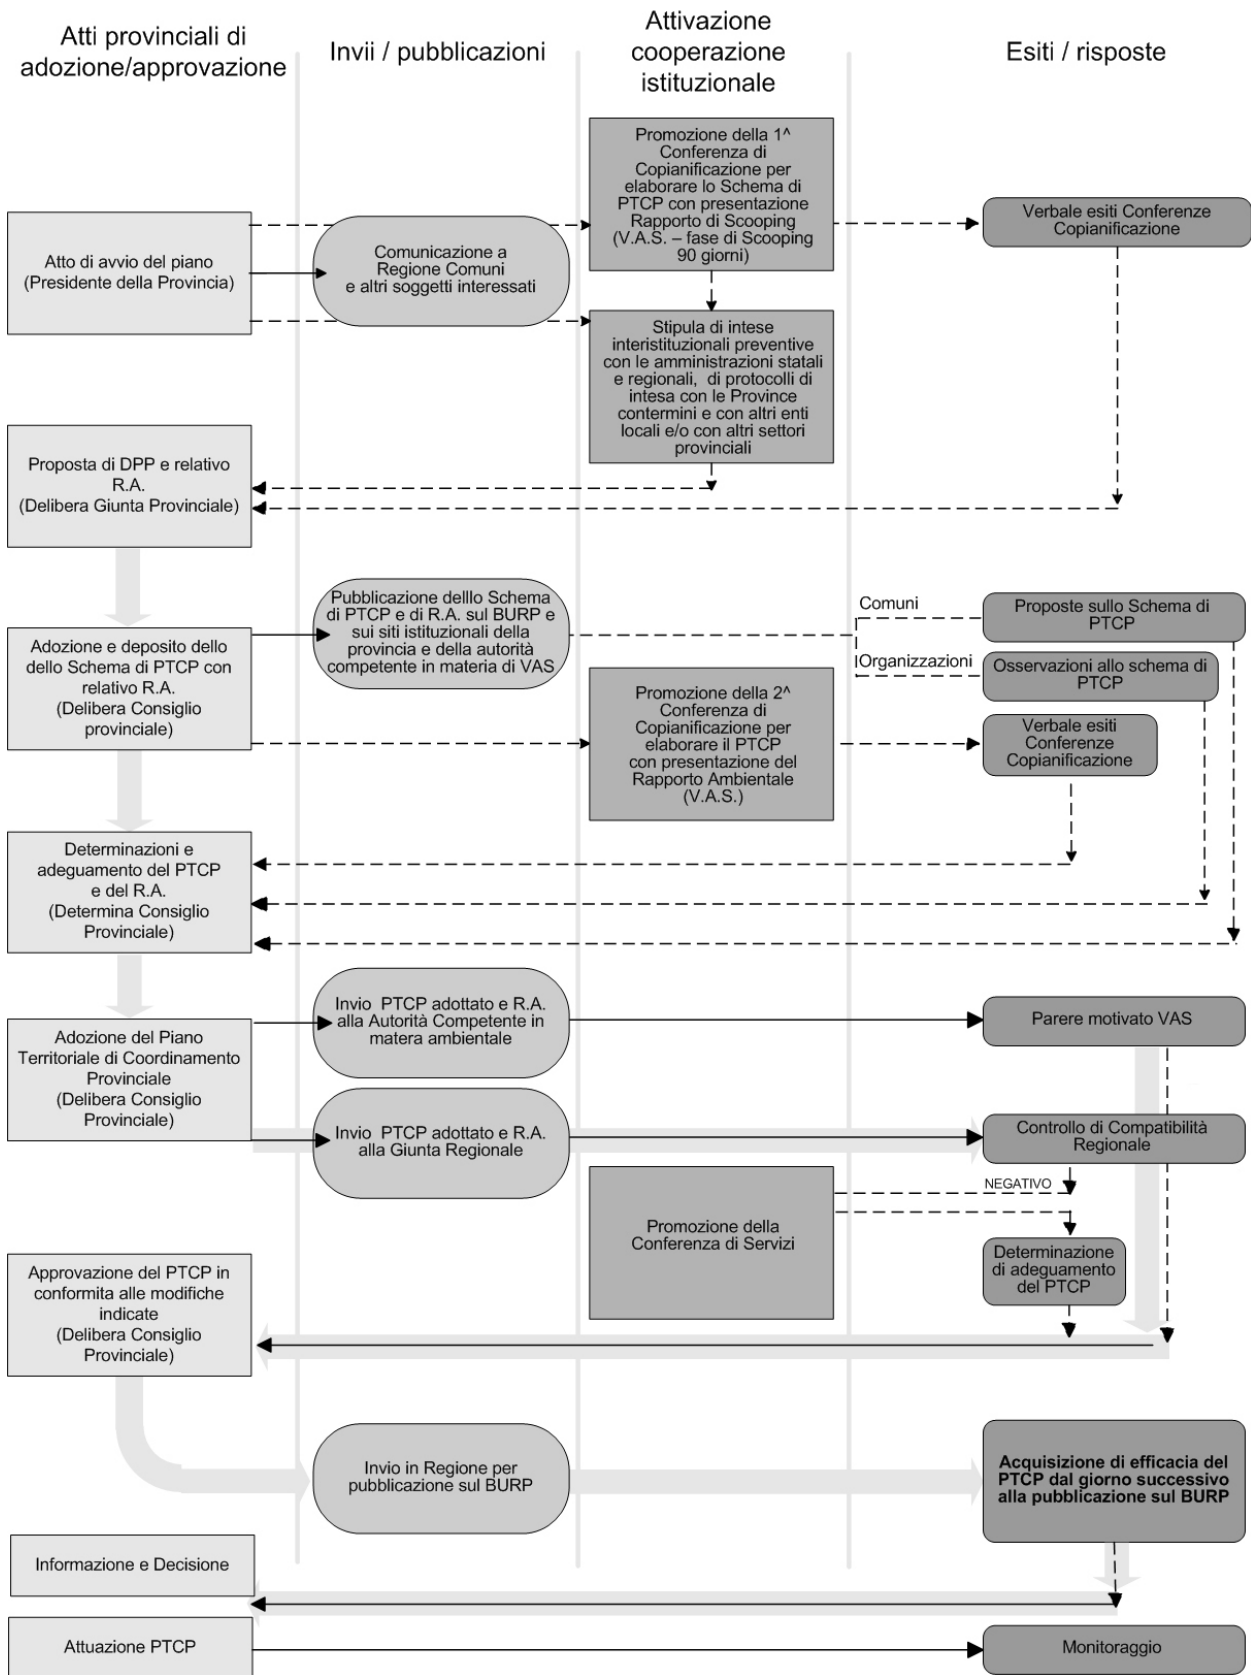 Atti provinciali di
adozione/approvazione
Invii / pubblicazioni
Attivazione
cooperazione
istituzionale
Esiti / risposte
Promozione della 1^
Conferenza di
Copianificazione per
elaborare lo Schema di
PTCP con presentazione
Rapporto di Scooping
(V.A.S. – fase di Scooping
90 giorni)
Verbale esiti Conferenze
Copianificazione
Atto di avvio del piano
(Presidente della Provincia)
Comunicazione a
Regione Comuni
e altri soggetti interessati
Stipula di intese
interistituzionali preventive
con le amministrazioni statali
e regionali, di protocolli di
intesa con le Province
contermini e con altri enti
locali e/o con altri settori
provinciali
Proposta di DPP e relativo
R.A.
(Delibera Giunta Provinciale)
Pubblicazione delllo Schema
di PTCP e di R.A. sul BURP e
sui siti istituzionali della
provincia e della autorità
competente in materia di VAS
Comuni
Proposte sullo Schema di
PTCP
Organizzazioni
Osservazioni allo schema di
PTCP
Adozione e deposito dello
dello Schema di PTCP con
relativo R.A.
(Delibera Consiglio
provinciale)
Promozione della 2^
Conferenza di
Copianificazione per
elaborare il PTCP
con presentazione del
Rapporto Ambientale
(V.A.S.)
Verbale esiti
Conferenze
Copianificazione
Determinazioni e
adeguamento del PTCP
e del R.A.
(Determina Consiglio
Provinciale)
Invio PTCP adottato e R.A.
alla Autorità Competente in
matera ambientale
Parere motivato VAS
Adozione del Piano
Territoriale di Coordinamento
Provinciale
(Delibera Consiglio
Provinciale)
Invio PTCP adottato e R.A.
alla Giunta Regionale
Controllo di Compatibilità
Regionale
NEGATIVO
Promozione della
Conferenza di Servizi
Determinazione
di adeguamento
del PTCP
Approvazione del PTCP in
conformita alle modifiche
indicate
(Delibera Consiglio
Provinciale)
Invio in Regione per
pubblicazione sul BURP
Acquisizione di efficacia del
PTCP dal giorno successivo
alla pubblicazione sul BURP
Informazione e Decisione
Attuazione PTCP
Monitoraggio